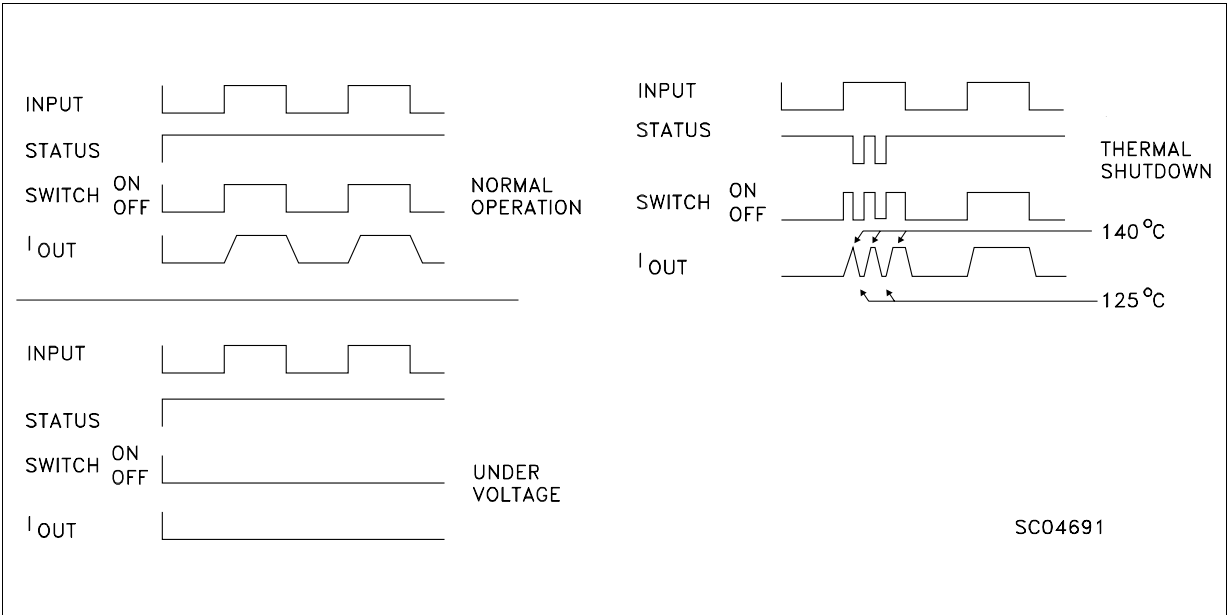 INPUT
STATUS
SWITCH ON
OFF
I OUT
NORMAL
OPERATION
INPUT
STATUS
SWITCH ON
OFF
I OUT
UNDER
VOLTAGE
INPUT
STATUS
SWITCH ON
OFF
I OUT
THERMAL
SHUTDOWN
140 °C
125 °C
SC04691